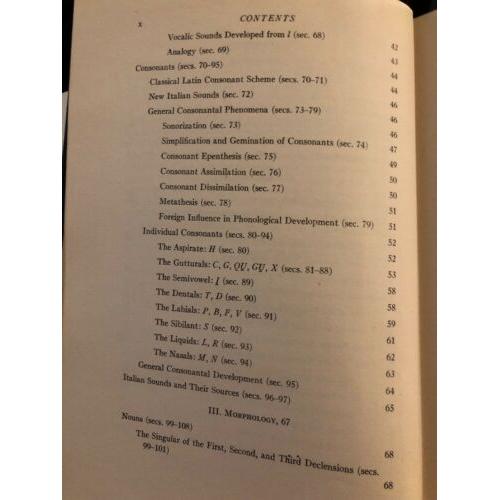 x CONTENTS
Vocalic Sounds Developed from l (sec. 68) 42
Analogy (sec. 69) 43
Consonants (secs. 70–95) 44
Classical Latin Consonant Scheme (secs. 70–71) 44
New Italian Sounds (sec. 72) 46
General Consonantal Phenomena (secs. 73–79) 46
Sonorization (sec. 73) 46
Simplification and Gemination of Consonants (sec. 74) 47
Consonant Epenthesis (sec. 75) 49
Consonant Assimilation (sec. 76) 50
Consonant Dissimilation (sec. 77) 50
Metathesis (sec. 78) 51
Foreign Influence in Phonological Development (sec. 79) 51
Individual Consonants (secs. 80–94) 52
The Aspirate: H (sec. 80) 52
The Gutturals: C, G, QU̯, GU̯, X (secs. 81–88) 53
The Semivowel: I̯ (sec. 89) 58
The Dentals: T, D (sec. 90) 58
The Labials: P, B, F, V (sec. 91) 59
The Sibilant: S (sec. 92) 61
The Liquids: L, R (sec. 93) 62
The Nasals: M, N (sec. 94) 63
General Consonantal Development (sec. 95) 64
Italian Sounds and Their Sources (secs. 96–97) 65
III. MORPHOLOGY, 67
Nouns (secs. 99–108) 68
The Singular of the First, Second, and Third Declensions (secs.
99–101) 68